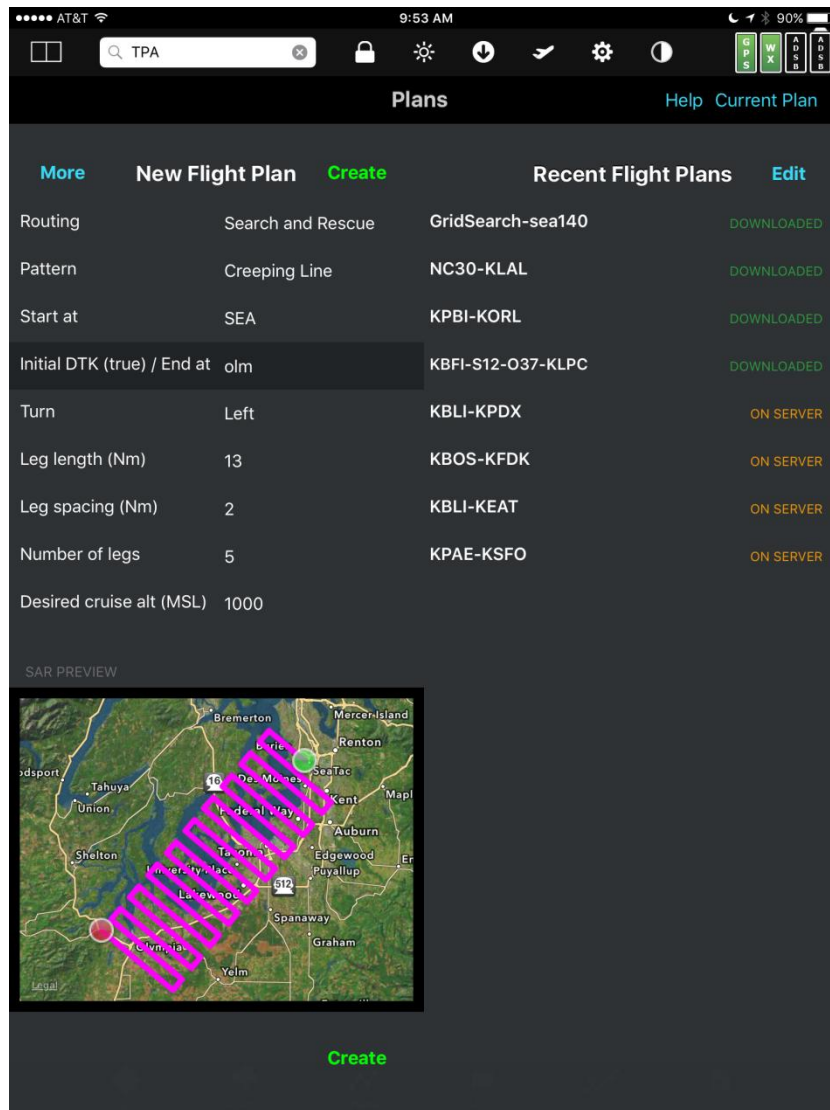 AT&T 9:53 AM 90%
TPA
GPS WX ADSB ADSB
Plans Help Current Plan
More New Flight Plan Create
Routing Search and Rescue
Pattern Creeping Line
Start at SEA
Initial DTK (true) / End at olm
Turn Left
Leg length (Nm) 13
Leg spacing (Nm) 2
Number of legs 5
Desired cruise alt (MSL) 1000
Recent Flight Plans Edit
GridSearch-sea140 DOWNLOADED
NC30-KLAL DOWNLOADED
KPBI-KORL DOWNLOADED
KBFI-S12-O37-KLPC DOWNLOADED
KBLI-KPDX ON SERVER
KBOS-KFDK ON SERVER
KBLI-KEAT ON SERVER
KPAE-KSFO ON SERVER
SAR PREVIEW
Bremerton
Mercer Island
Renton
SeaTac
Des Moines
16
Kent
Tahuya
Union
Federal Way
Auburn
Shelton
Tacoma
Edgewood
Puyallup
512
Lakewood
Spanaway
Graham
Olympia
Yelm
Legal
Create